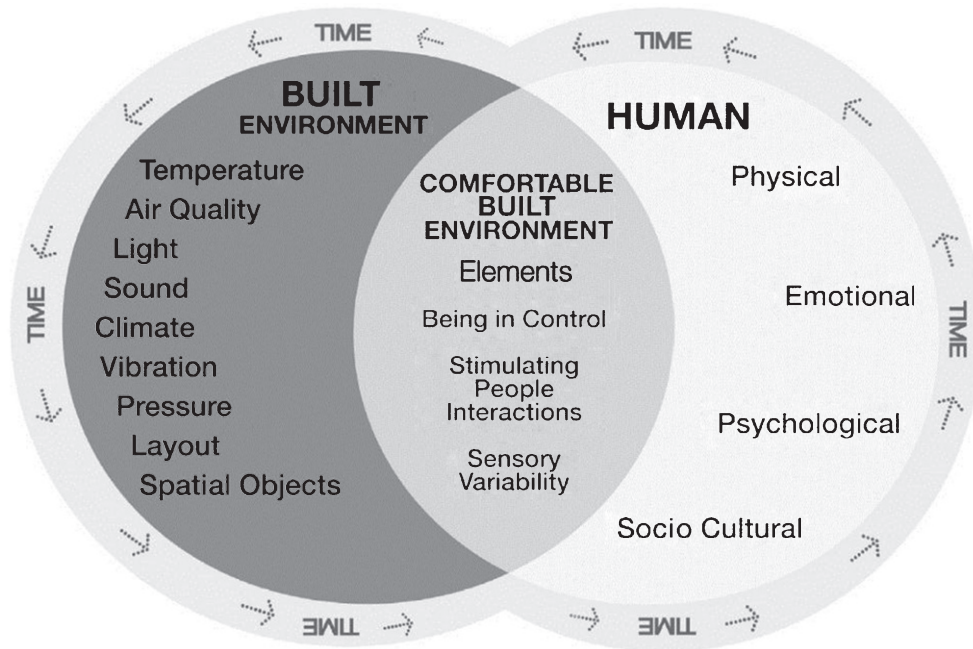 TIME
TIME
BUILT
ENVIRONMENT
Temperature
Air Quality
Light
Sound
Climate
Vibration
Pressure
Layout
Spatial Objects
COMFORTABLE
BUILT
ENVIRONMENT
Elements
Being in Control
Stimulating
People
Interactions
Sensory
Variability
HUMAN
Physical
Emotional
Psychological
Socio Cultural
TIME
TIME
TIME
TIME